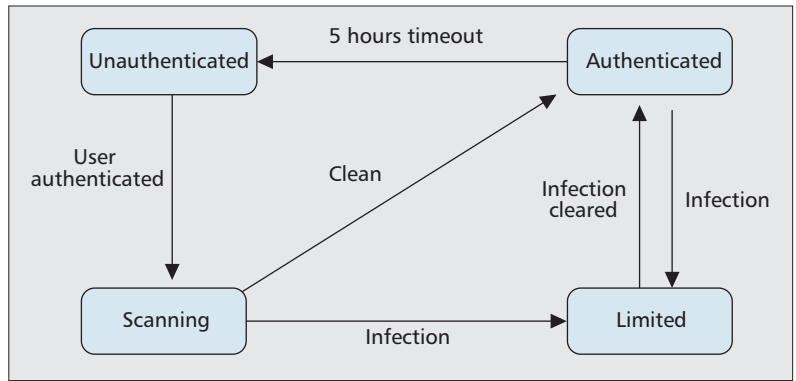 5 hours timeout
Unauthenticated
Authenticated
User
authenticated
Clean
Infection
cleared
Infection
Scanning
Infection
Limited